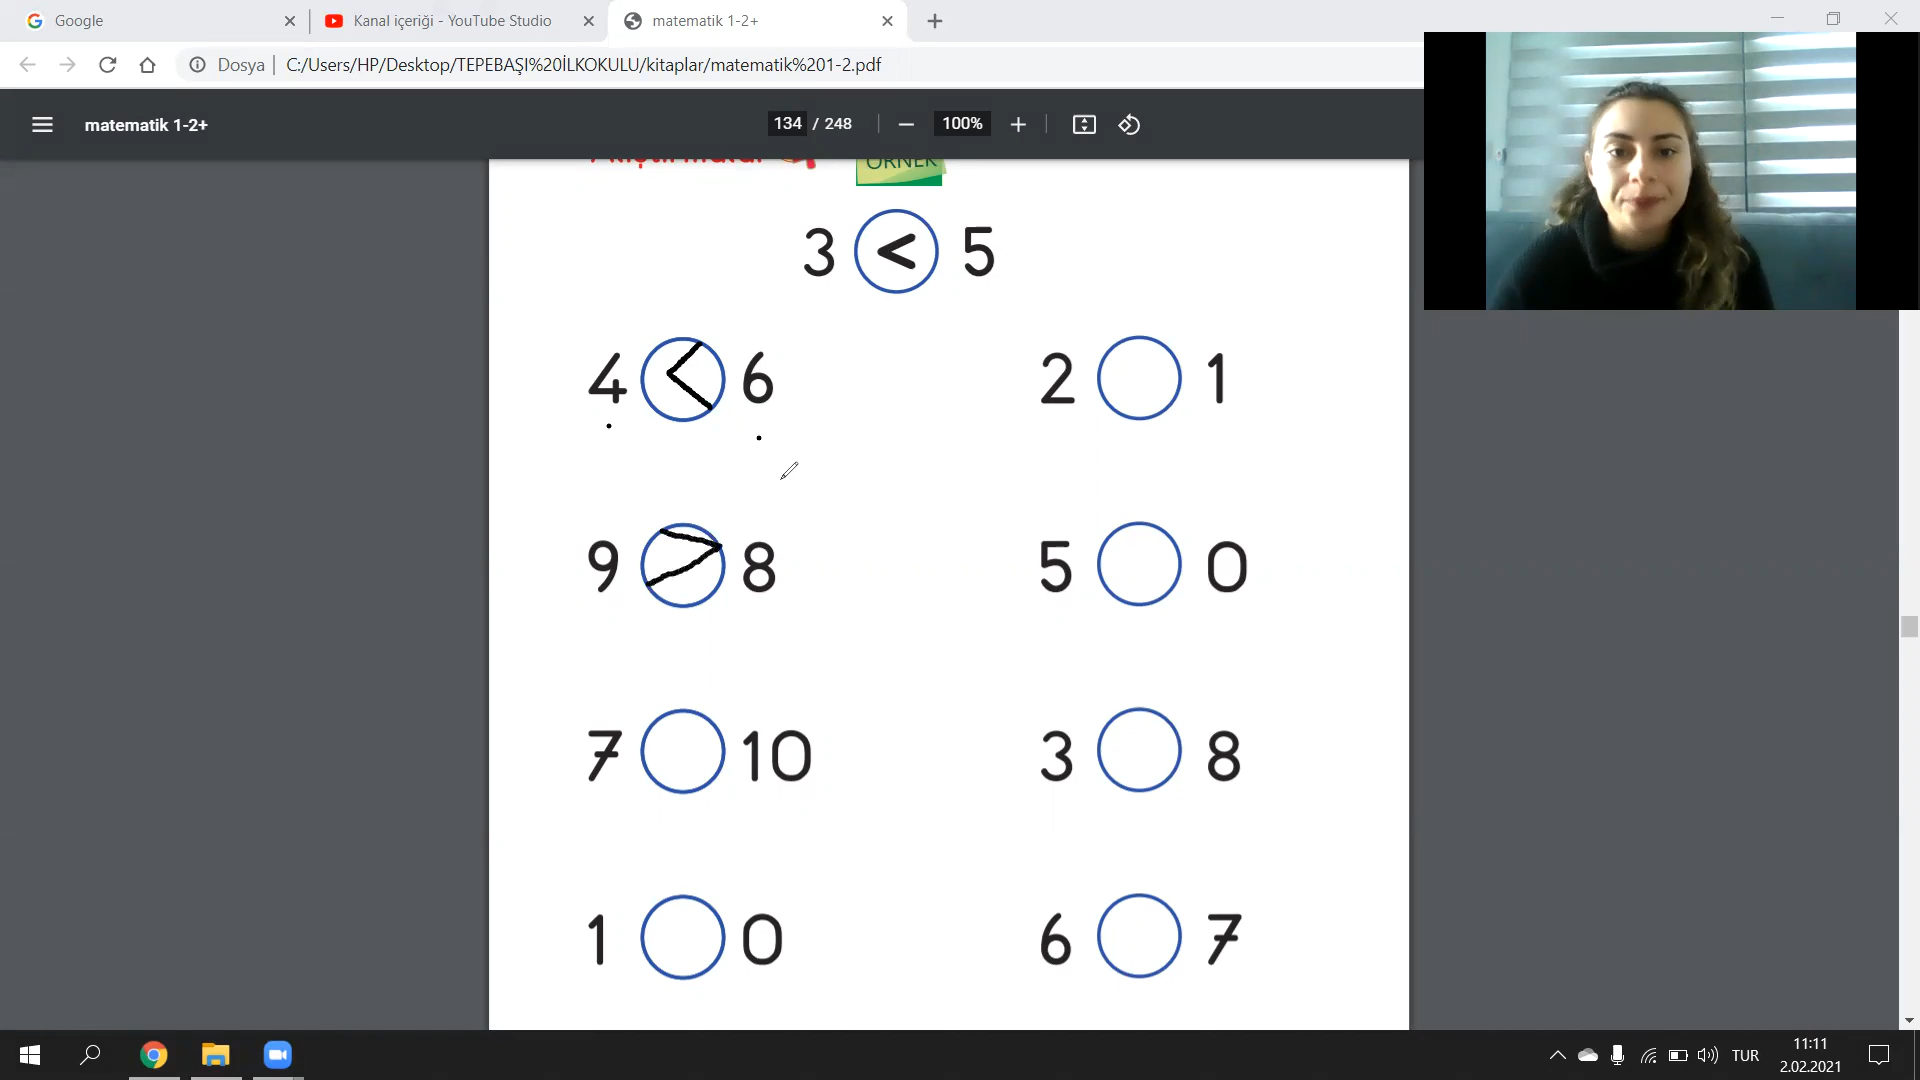 Google
Kanal içeriği - YouTube Studio
matematik 1-2+
Dosya
C:/Users/HP/Desktop/TEPEBAŞI%20İLKOKULU/kitaplar/matematik%201-2.pdf
matematik 1-2+
134 / 248
100%
ÖRNEK
3 < 5
4 < 6
2 1
9 > 8
5 0
7 10
3 8
1 0
6 7
TUR
11:11
2.02.2021